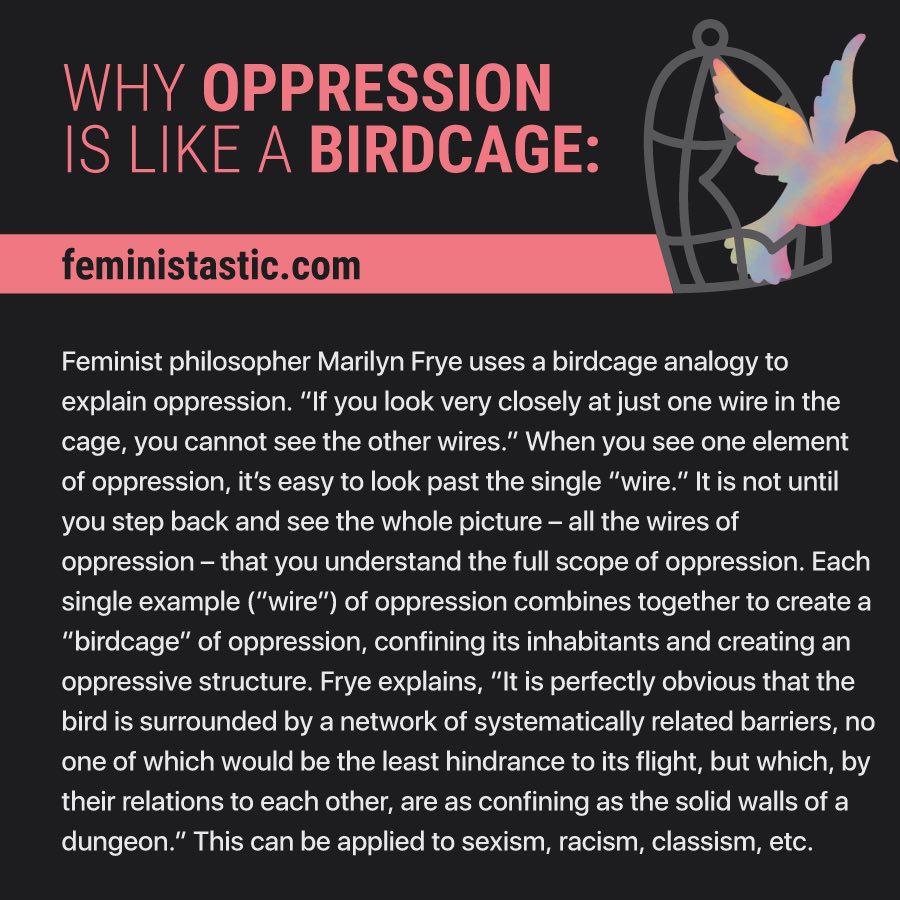 WHY OPPRESSION
IS LIKE A BIRDCAGE:
feministastic.com
Feminist philosopher Marilyn Frye uses a birdcage analogy to
explain oppression. “If you look very closely at just one wire in the
cage, you cannot see the other wires.” When you see one element
of oppression, it’s easy to look past the single “wire.” It is not until
you step back and see the whole picture – all the wires of
oppression – that you understand the full scope of oppression. Each
single example (“wire”) of oppression combines together to create a
“birdcage” of oppression, confining its inhabitants and creating an
oppressive structure. Frye explains, “It is perfectly obvious that the
bird is surrounded by a network of systematically related barriers, no
one of which would be the least hindrance to its flight, but which, by
their relations to each other, are as confining as the solid walls of a
dungeon.” This can be applied to sexism, racism, classism, etc.